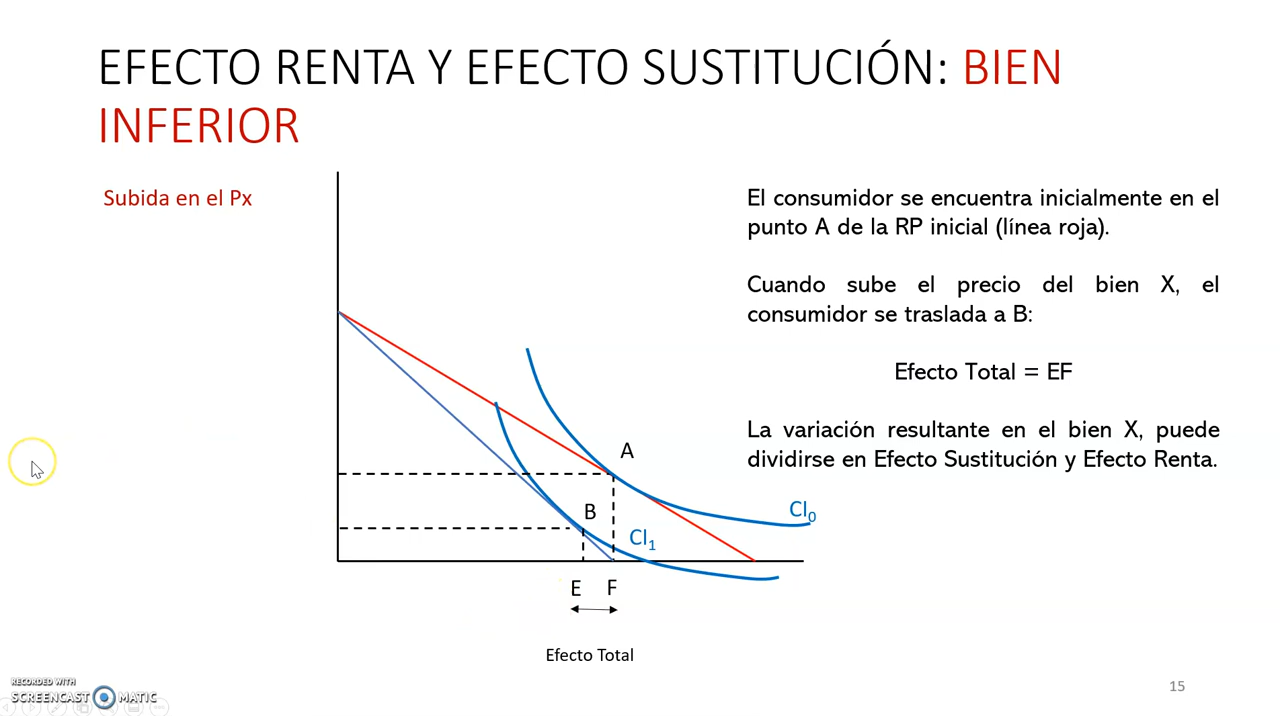 EFECTO RENTA Y EFECTO SUSTITUCIÓN: BIEN
INFERIOR
Subida en el Px
El consumidor se encuentra inicialmente en el
punto A de la RP inicial (línea roja).
Cuando sube el precio del bien X, el
consumidor se traslada a B:
Efecto Total = EF
La variación resultante en el bien X, puede
dividirse en Efecto Sustitución y Efecto Renta.
A
B
CI0
CI1
E F
Efecto Total
RECORDED WITH
SCREENCAST MATIC
15